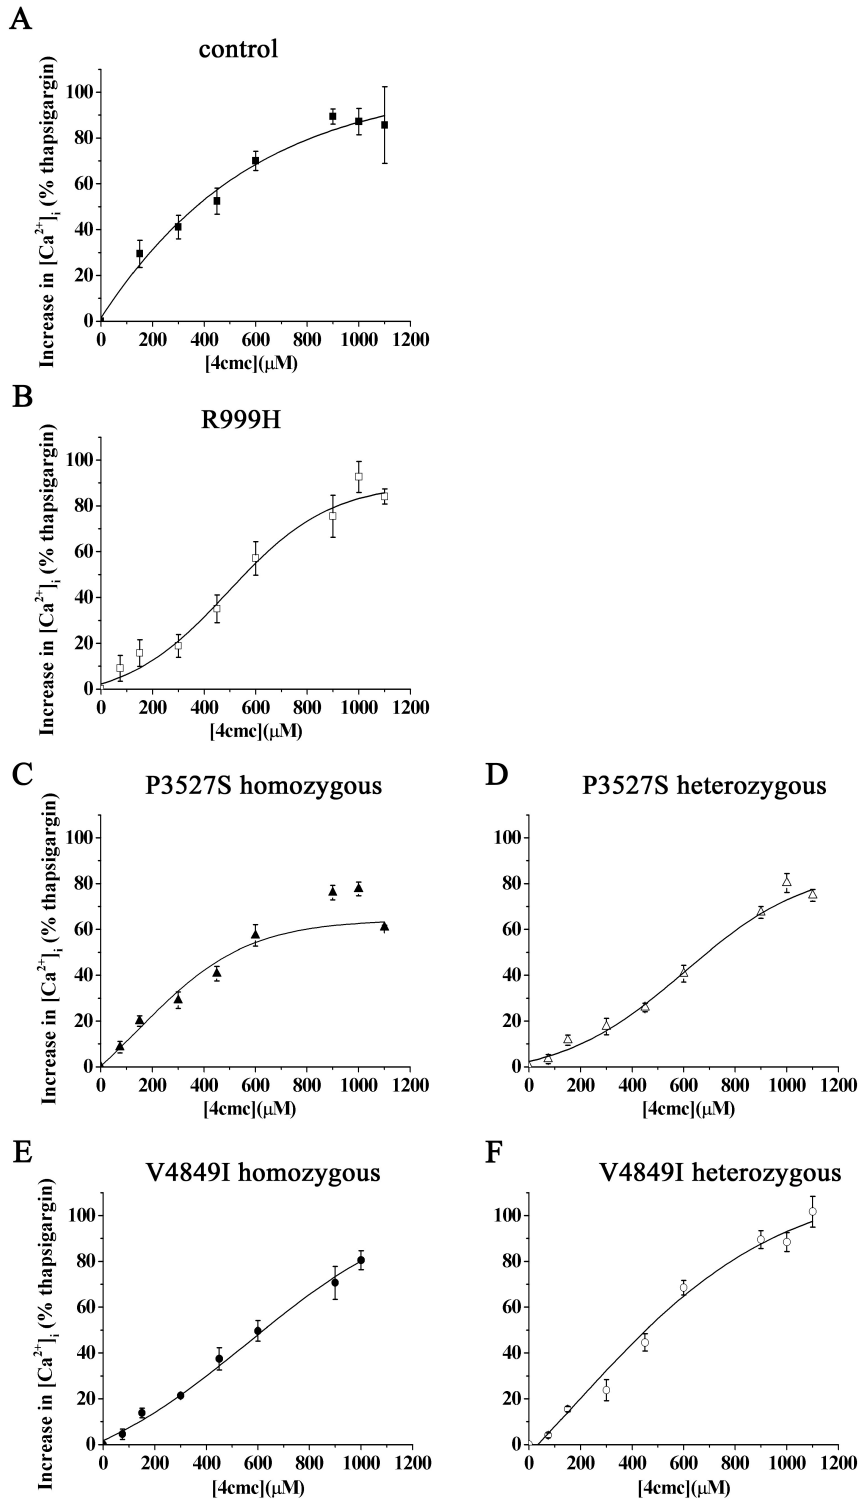 A
control
Increase in [Ca²⁺]ᵢ (% thapsigargin)
100
80
60
40
20
0
0 200 400 600 800 1000 1200
[4cmc](μM)
B
R999H
Increase in [Ca²⁺]ᵢ (% thapsigargin)
100
80
60
40
20
0
0 200 400 600 800 1000 1200
[4cmc](μM)
C
P3527S homozygous
Increase in [Ca²⁺]ᵢ (% thapsigargin)
100
80
60
40
20
0
0 200 400 600 800 1000 1200
[4cmc](μM)
D
P3527S heterozygous
100
80
60
40
20
0
0 200 400 600 800 1000 1200
[4cmc](μM)
E
V4849I homozygous
Increase in [Ca²⁺]ᵢ (% thapsigargin)
100
80
60
40
20
0
0 200 400 600 800 1000 1200
[4cmc](μM)
F
V4849I heterozygous
100
80
60
40
20
0
0 200 400 600 800 1000 1200
[4cmc](μM)